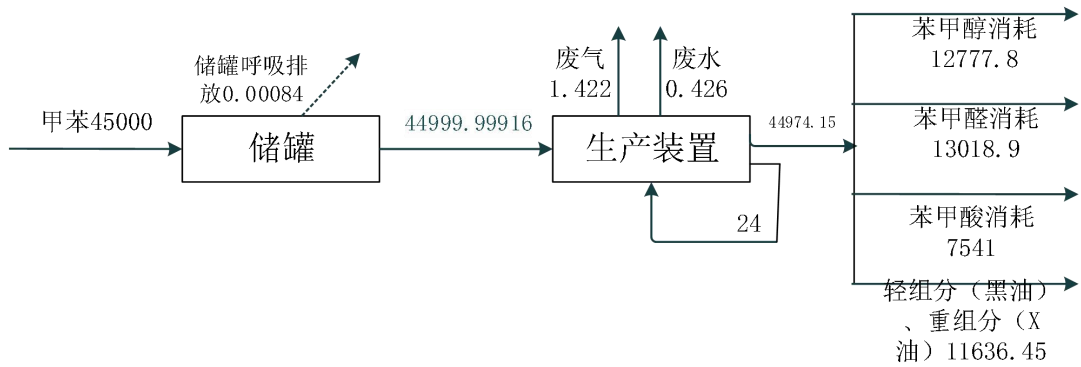 储罐呼吸排
放0.00084
甲苯45000
储罐
44999.99916
废气
1.422
废水
0.426
生产装置
24
44974.15
苯甲醇消耗
12777.8
苯甲醛消耗
13018.9
苯甲酸消耗
7541
轻组分（黑油）
、重组分（X
油）11636.45